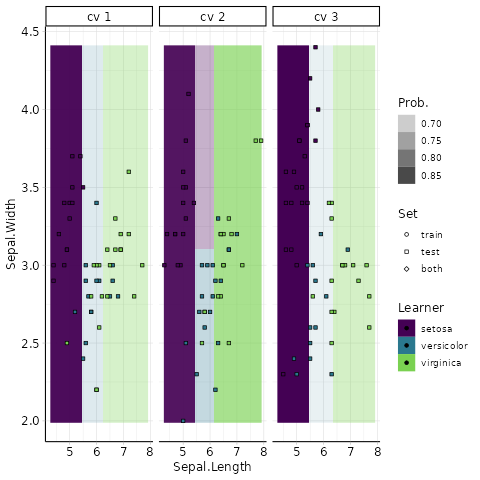 cv 1 cv 2 cv 3
4.5
4.0
3.5
3.0
2.5
2.0
Sepal.Width
5 6 7 8 5 6 7 8 5 6 7 8
Sepal.Length
Prob.
0.70
0.75
0.80
0.85
Set
train
test
both
Learner
setosa
versicolor
virginica